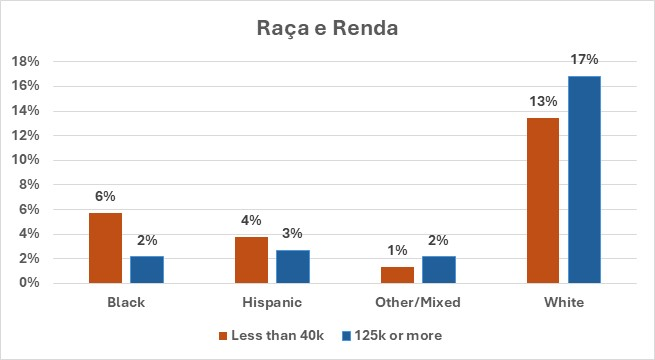 Raça e Renda
18%
16%
14%
12%
10%
8%
6%
4%
2%
0%
6%
2%
4%
3%
1%
2%
13%
17%
Black
Hispanic
Other/Mixed
White
Less than 40k
125k or more